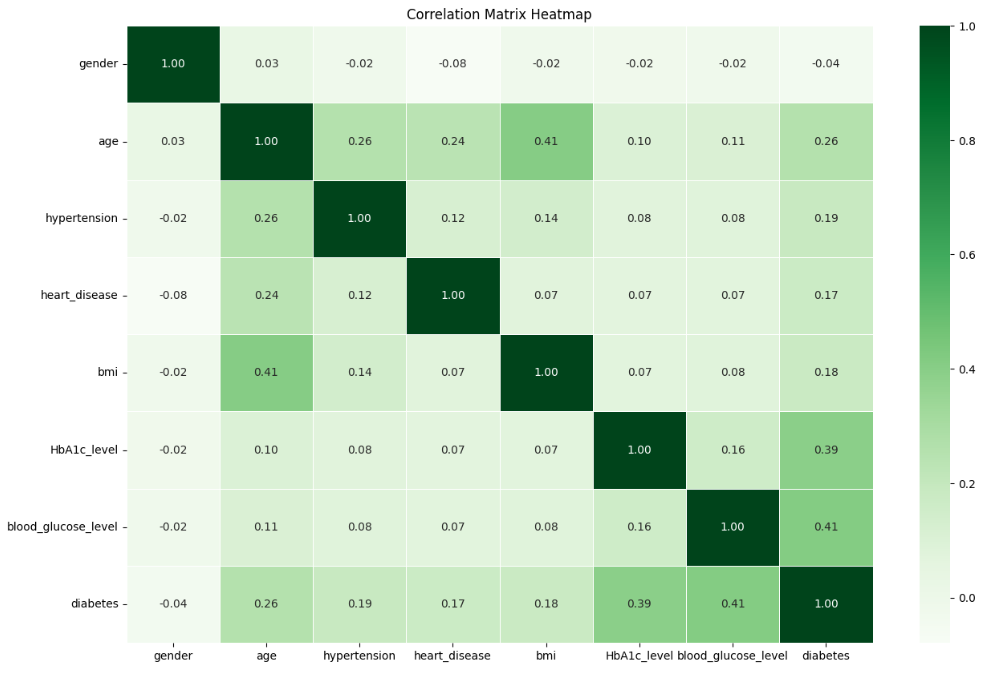 Correlation Matrix Heatmap
gender 1.00 0.03 -0.02 -0.08 -0.02 -0.02 -0.02 -0.04
age 0.03 1.00 0.26 0.24 0.41 0.10 0.11 0.26
hypertension -0.02 0.26 1.00 0.12 0.14 0.08 0.08 0.19
heart_disease -0.08 0.24 0.12 1.00 0.07 0.07 0.07 0.17
bmi -0.02 0.41 0.14 0.07 1.00 0.07 0.08 0.18
HbA1c_level -0.02 0.10 0.08 0.07 0.07 1.00 0.16 0.39
blood_glucose_level -0.02 0.11 0.08 0.07 0.08 0.16 1.00 0.41
diabetes -0.04 0.26 0.19 0.17 0.18 0.39 0.41 1.00
gender age hypertension heart_disease bmi HbA1c_level blood_glucose_level diabetes
1.0
0.8
0.6
0.4
0.2
0.0